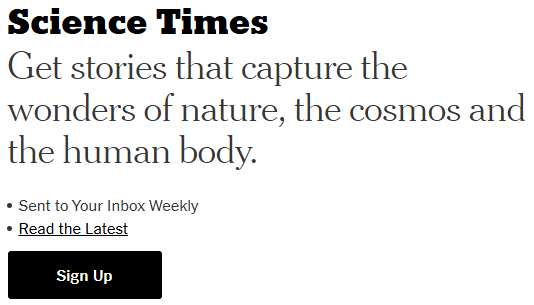 Science Times
Get stories that capture the
wonders of nature, the cosmos and
the human body.
• Sent to Your Inbox Weekly
• Read the Latest
Sign Up